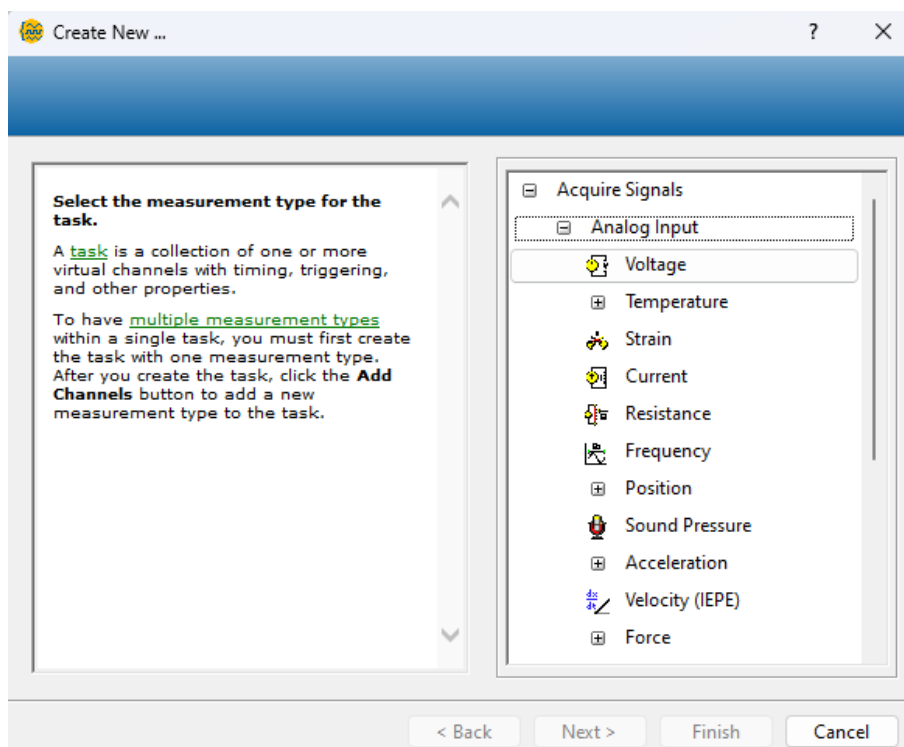 Create New ...
?
Select the measurement type for the
task.
A task is a collection of one or more
virtual channels with timing, triggering,
and other properties.
To have multiple measurement types
within a single task, you must first create
the task with one measurement type.
After you create the task, click the Add
Channels button to add a new
measurement type to the task.
Acquire Signals
Analog Input
Voltage
Temperature
Strain
Current
Resistance
Frequency
Position
Sound Pressure
Acceleration
dx
dt
Velocity (IEPE)
Force
< Back
Next >
Finish
Cancel